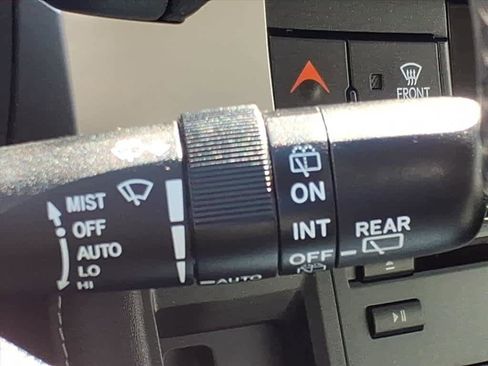 FRONT
MIST
OFF
AUTO
LO
HI
AUTO
ON
INT
OFF
REAR